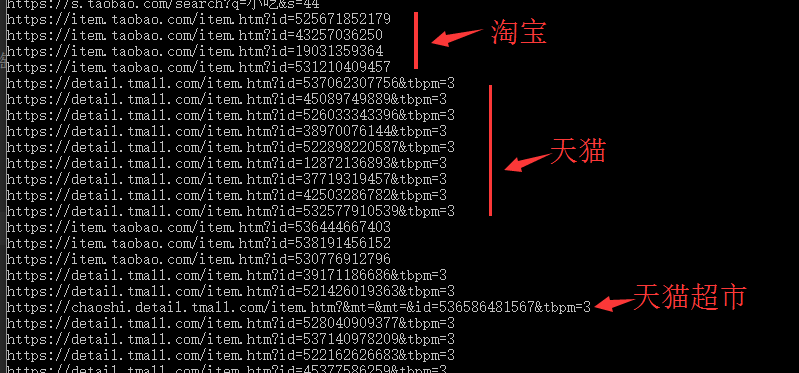 https://s.taobao.com/search?q=小吃&s=44
https://item.taobao.com/item.htm?id=525671852179
https://item.taobao.com/item.htm?id=43257036250
https://item.taobao.com/item.htm?id=19031359364
https://item.taobao.com/item.htm?id=531210409457
淘宝
https://detail.tmall.com/item.htm?id=537062307756&tbpm=3
https://detail.tmall.com/item.htm?id=45089749889&tbpm=3
https://detail.tmall.com/item.htm?id=526033343396&tbpm=3
https://detail.tmall.com/item.htm?id=38970076144&tbpm=3
https://detail.tmall.com/item.htm?id=522898220587&tbpm=3
https://detail.tmall.com/item.htm?id=12872136893&tbpm=3
https://detail.tmall.com/item.htm?id=37719319457&tbpm=3
https://detail.tmall.com/item.htm?id=42503286782&tbpm=3
https://detail.tmall.com/item.htm?id=532577910539&tbpm=3
天猫
https://item.taobao.com/item.htm?id=536444667403
https://item.taobao.com/item.htm?id=538191456152
https://item.taobao.com/item.htm?id=530776912796
https://detail.tmall.com/item.htm?id=39171186686&tbpm=3
https://detail.tmall.com/item.htm?id=521426019363&tbpm=3
https://chaoshi.detail.tmall.com/item.htm?&mt=&mt=&id=536586481567&tbpm=3
天猫超市
https://detail.tmall.com/item.htm?id=528040909377&tbpm=3
https://detail.tmall.com/item.htm?id=537140978209&tbpm=3
https://detail.tmall.com/item.htm?id=522162626683&tbpm=3
https://detail.tmall.com/item.htm?id=45377586259&tbpm=3